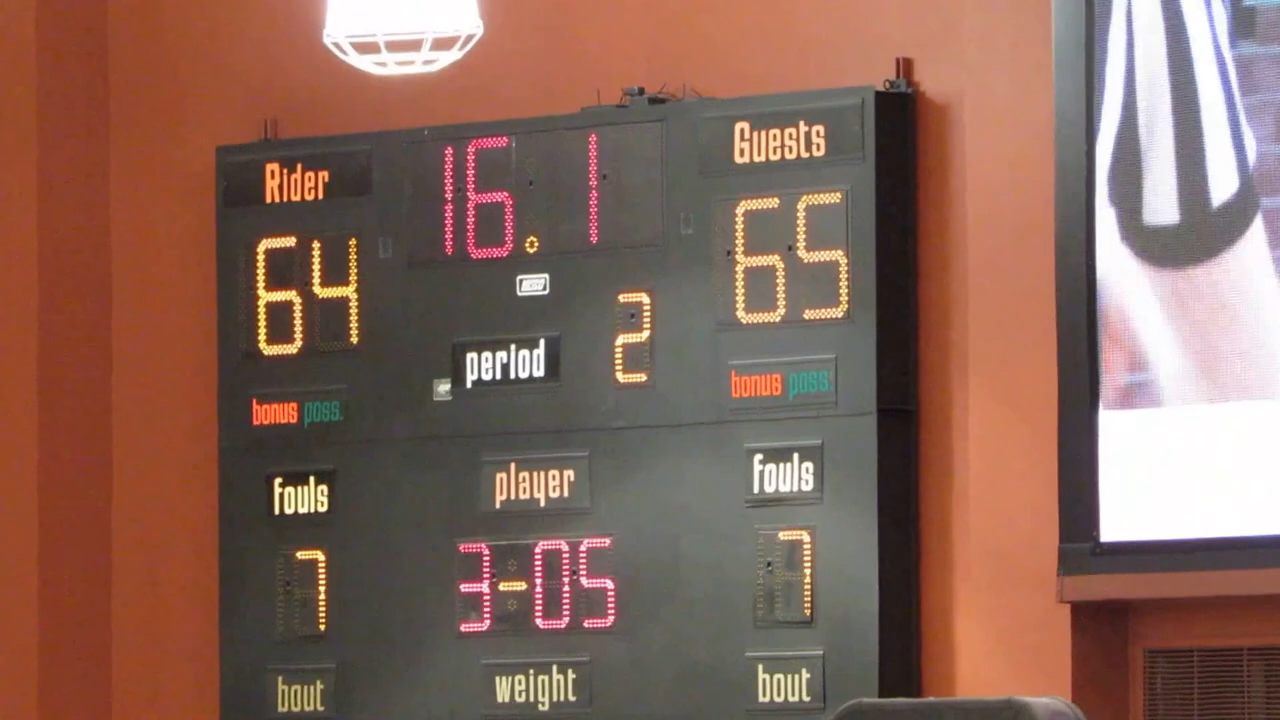 Rider
16.1
Guests
64
65
period 2
bonus poss.
bonus poss.
fouls
player
fouls
7
3-05
7
bout
weight
bout